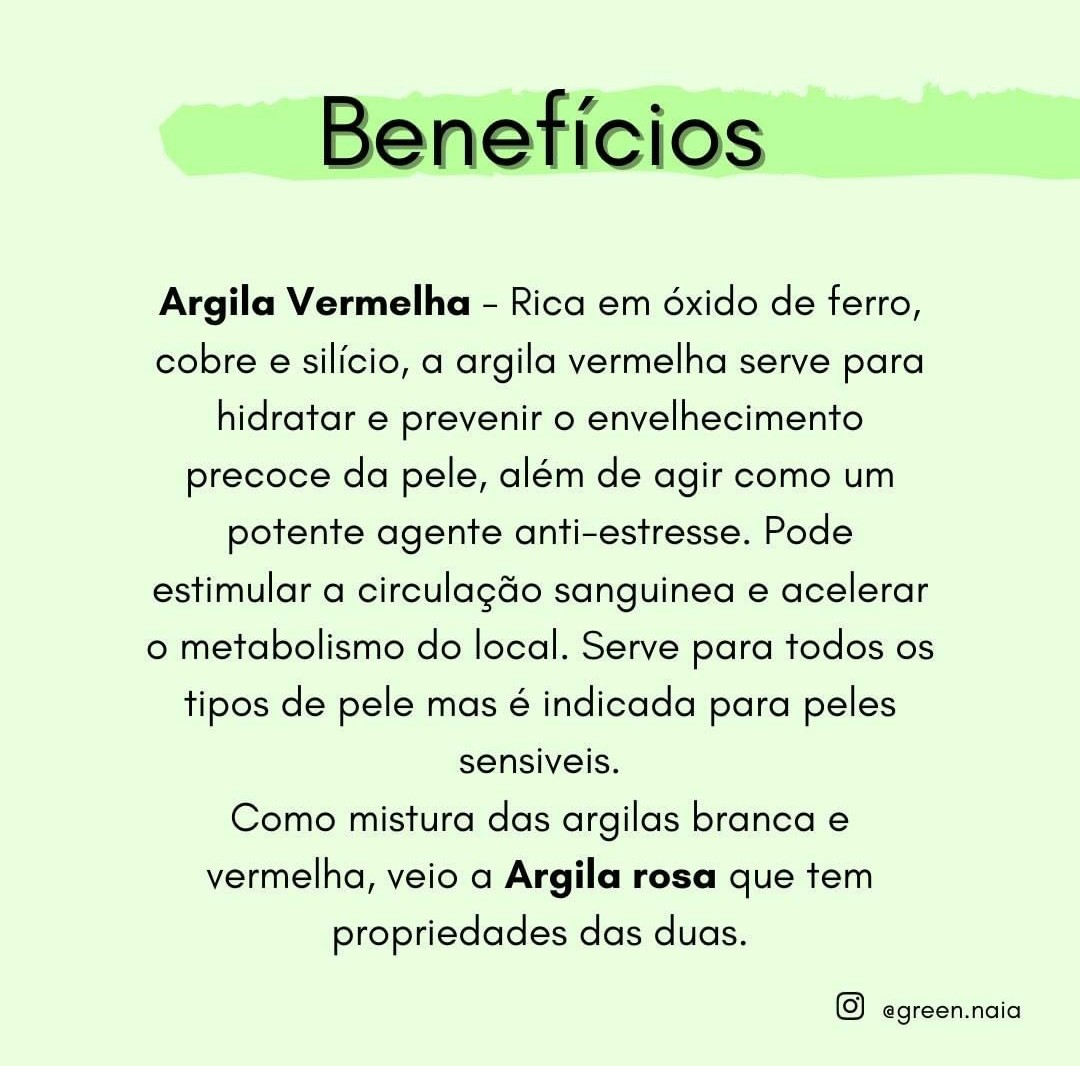 Benefícios
Argila Vermelha - Rica em óxido de ferro,
cobre e silício, a argila vermelha serve para
hidratar e prevenir o envelhecimento
precoce da pele, além de agir como um
potente agente anti-estresse. Pode
estimular a circulação sanguinea e acelerar
o metabolismo do local. Serve para todos os
tipos de pele mas é indicada para peles
sensiveis.
Como mistura das argilas branca e
vermelha, veio a Argila rosa que tem
propriedades das duas.
@green.naia